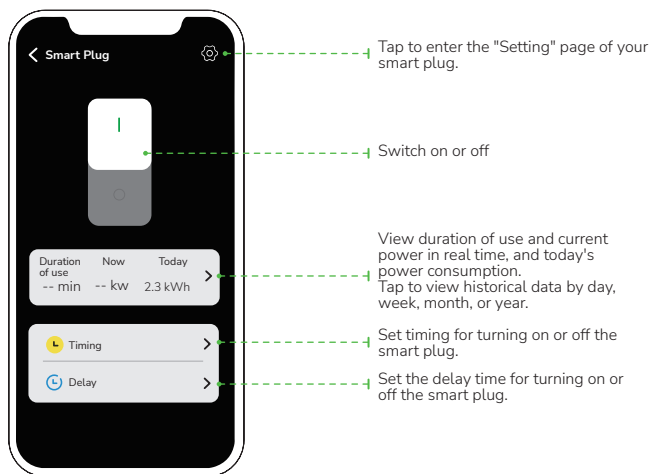 Smart Plug
Tap to enter the "Setting" page of your
smart plug.
Switch on or off
Duration
of use
Now
Today
-- min
-- kw
2.3 kWh
View duration of use and current
power in real time, and today's
power consumption.
Tap to view historical data by day,
week, month, or year.
Timing
Set timing for turning on or off the
smart plug.
Delay
Set the delay time for turning on or
off the smart plug.